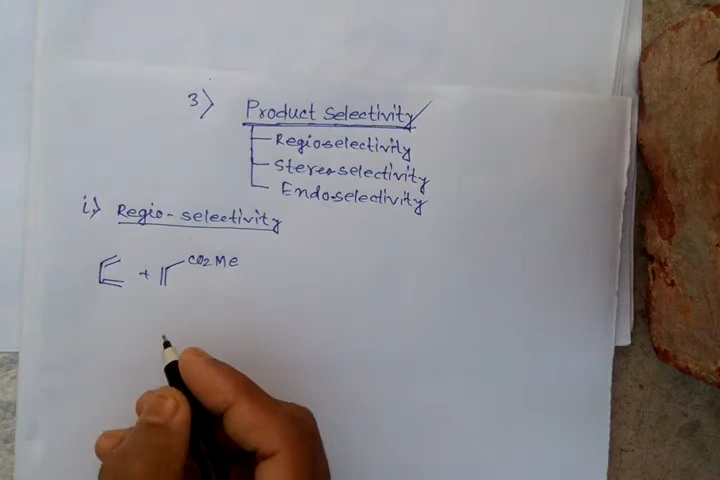 3> Product selectivity
Regioselectivity
Stereoselectivity
Endoselectivity
i.> Regio-selectivity
+ CO2Me